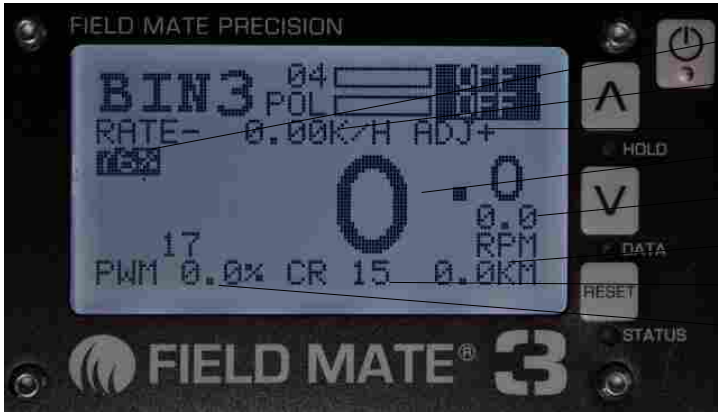 FIELD MATE PRECISION
BIN3 04 Off
POL Off
RATE- 0.00K/H ADJ+
0.0
0.0
17 RPM
PWM 0.0% CR 15 0.0KM
HOLD
DATA
RESET
STATUS
FIELD MATE® 3